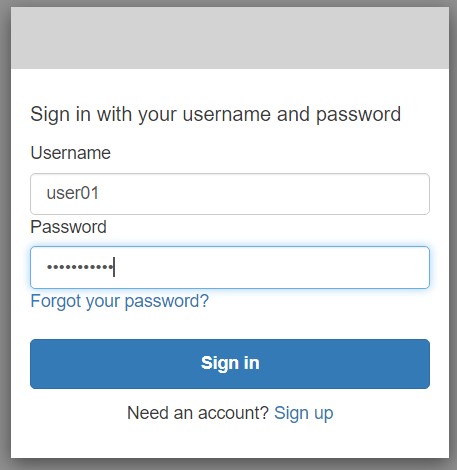 Sign in with your username and password
Username
user01
Password
•••••••••••
Forgot your password?
Sign in
Need an account? Sign up